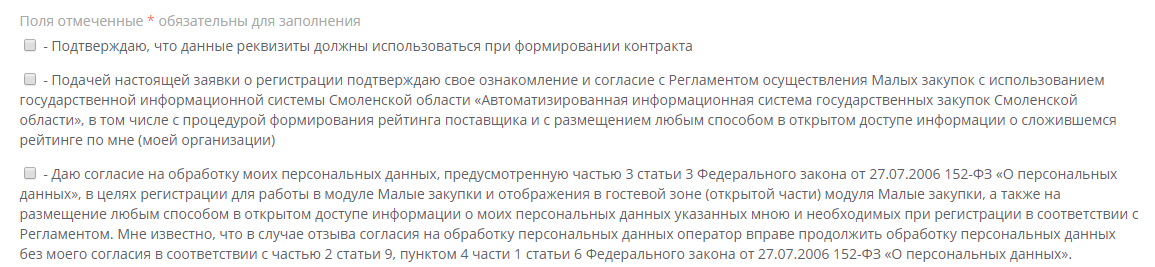 Поля отмеченные * обязательны для заполнения
- Подтверждаю, что данные реквизиты должны использоваться при формировании контракта
- Подачей настоящей заявки о регистрации подтверждаю свое ознакомление и согласие с Регламентом осуществления Малых закупок с использованием
государственной информационной системы Смоленской области «Автоматизированная информационная система государственных закупок Смоленской
области», в том числе с процедурой формирования рейтинга поставщика и с размещением любым способом в открытом доступе информации о сложившемся
рейтинге по мне (моей организации)
- Даю согласие на обработку моих персональных данных, предусмотренную частью 3 статьи 3 Федерального закона от 27.07.2006 152-ФЗ «О персональных
данных», в целях регистрации для работы в модуле Малые закупки и отображения в гостевой зоне (открытой части) модуля Малые закупки, а также на
размещение любым способом в открытом доступе информации о моих персональных данных указанных мною и необходимых при регистрации в соответствии с
Регламентом. Мне известно, что в случае отзыва согласия на обработку персональных данных оператор вправе продолжить обработку персональных данных
без моего согласия в соответствии с частью 2 статьи 9, пунктом 4 части 1 статьи 6 Федерального закона от 27.07.2006 152-ФЗ «О персональных данных».